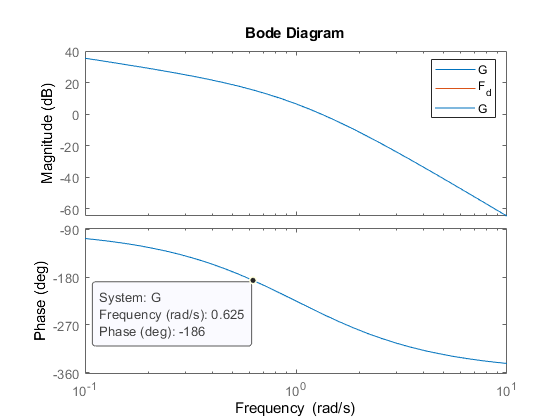 Bode Diagram
Magnitude (dB)
40
20
0
-20
-40
-60
G
F_d
G
Phase (deg)
-90
-180
-270
-360
System: G
Frequency (rad/s): 0.625
Phase (deg): -186
10^-1
10^0
10^1
Frequency (rad/s)